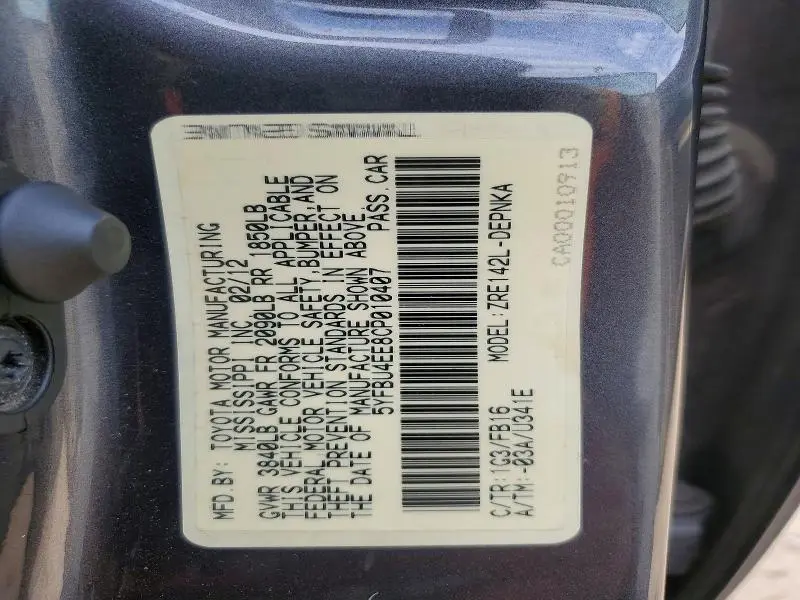 MFD.BY: TOYOTA MOTOR MANUFACTURING
MISSISSIPPI INC. 02/12
GVWR 3840LB GAWR FR 2090LB RR 1850LB
THIS VEHICLE CONFORMS TO ALL APPLICABLE
FEDERAL MOTOR VEHICLE SAFETY,BUMPER,AND
THEFT PREVENTION STANDARDS IN EFFECT ON
THE DATE OF MANUFACTURE SHOWN ABOVE.
5YFBU4EE8CP010407 PASS.CAR
C/TR:1G3/FB16 MODEL:ZRE142L-DEPNKA
A/TM:-03A/U341E
CA00010913